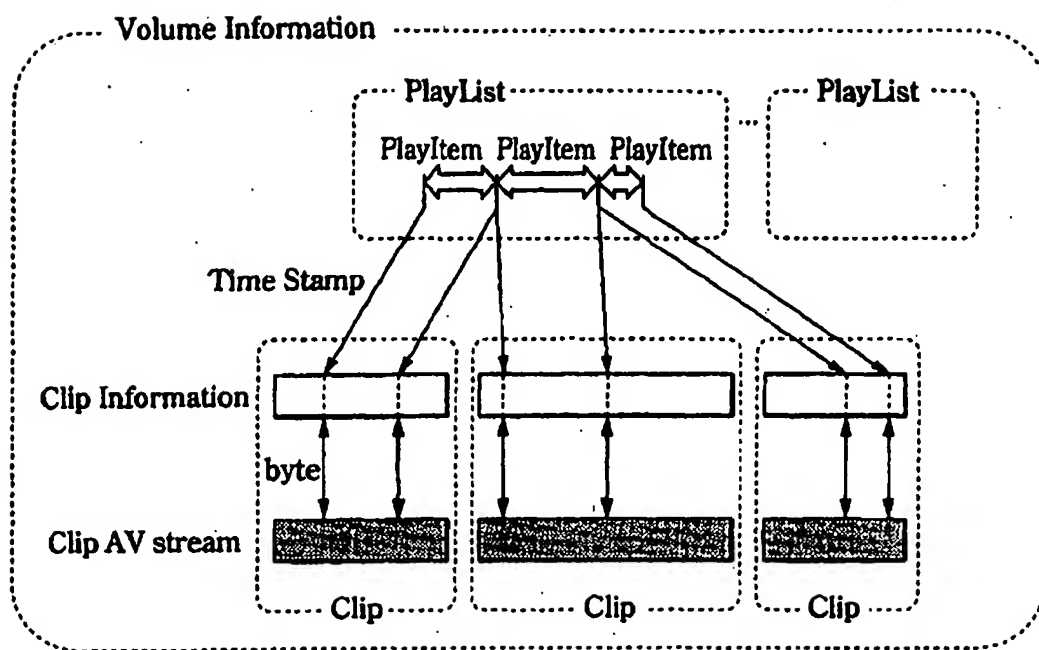 Volume Information
PlayList
PlayList
...
PlayItem PlayItem PlayItem
Time Stamp
Clip Information
byte
Clip AV stream
Clip
Clip
Clip